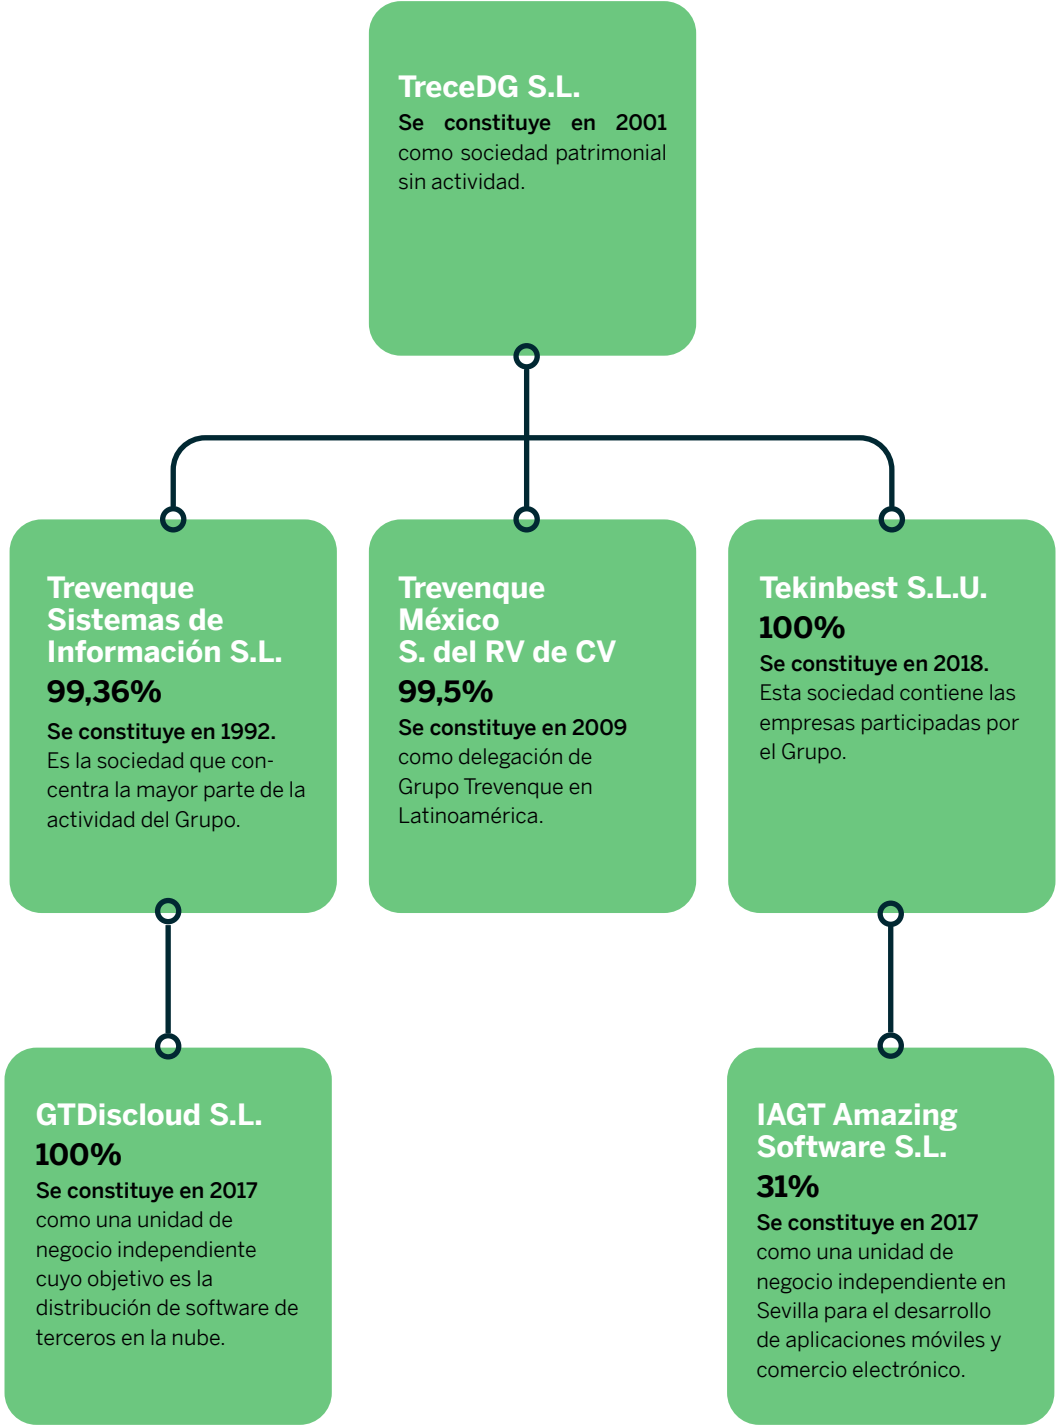 TreceDG S.L.
Se constituye en 2001
como sociedad patrimonial
sin actividad.
Trevenque
Sistemas de
Información S.L.
99,36%
Se constituye en 1992.
Es la sociedad que con-
centra la mayor parte de la
actividad del Grupo.
Trevenque
México
S. del RV de CV
99,5%
Se constituye en 2009
como delegación de
Grupo Trevenque en
Latinoamérica.
Tekinbest S.L.U.
100%
Se constituye en 2018.
Esta sociedad contiene las
empresas participadas por
el Grupo.
GTDiscloud S.L.
100%
Se constituye en 2017
como una unidad de
negocio independiente
cuyo objetivo es la
distribución de software de
terceros en la nube.
IAGT Amazing
Software S.L.
31%
Se constituye en 2017
como una unidad de
negocio independiente en
Sevilla para el desarrollo
de aplicaciones móviles y
comercio electrónico.